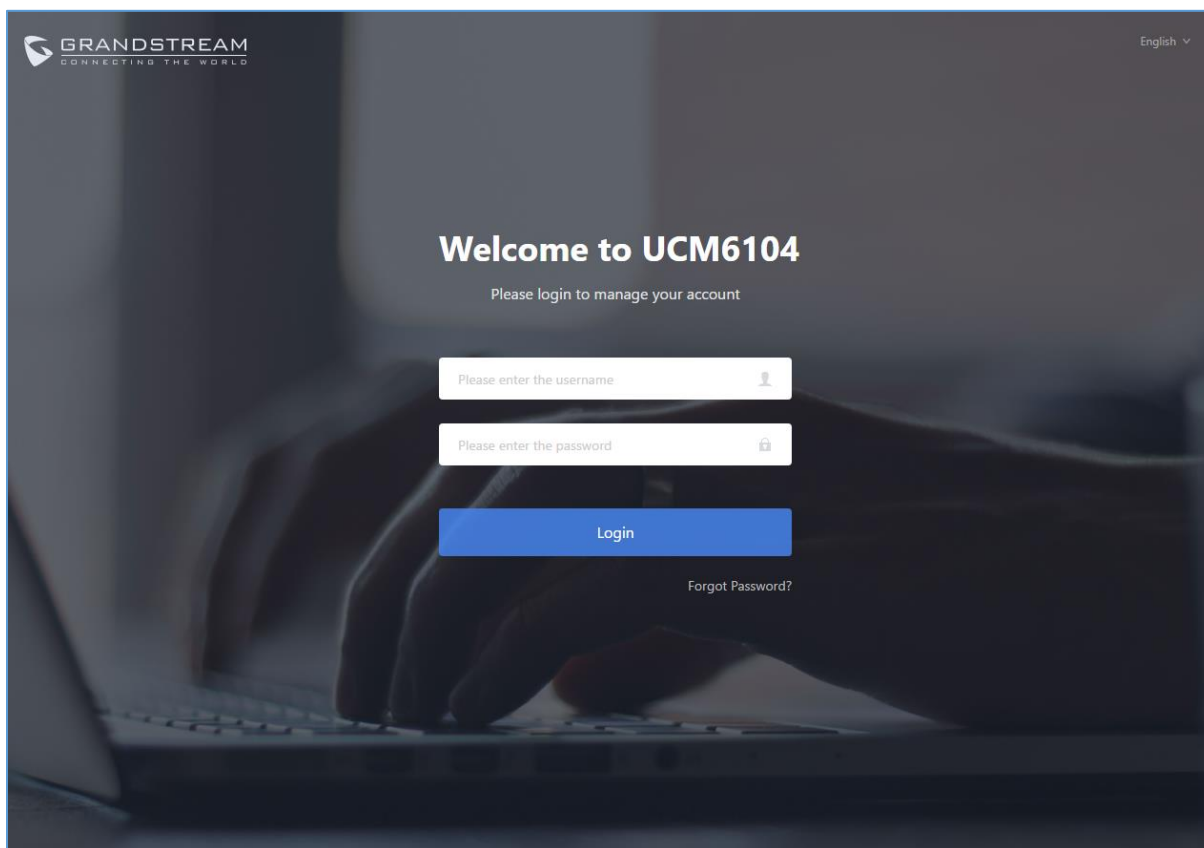 GRANDSTREAM
CONNECTING THE WORLD
English
Welcome to UCM6104
Please login to manage your account
Please enter the username
Please enter the password
Login
Forgot Password?